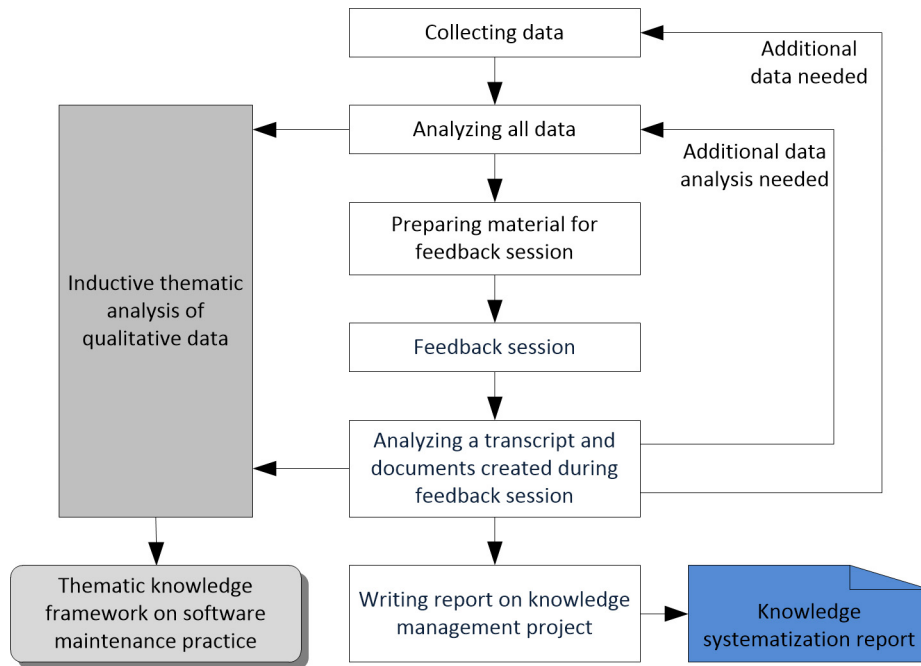 Collecting data
Additional
data needed
Analyzing all data
Additional data
analysis needed
Preparing material for
feedback session
Inductive thematic
analysis of
qualitative data
Feedback session
Analyzing a transcript and
documents created during
feedback session
Thematic knowledge
framework on software
maintenance practice
Writing report on knowledge
management project
Knowledge
systematization report